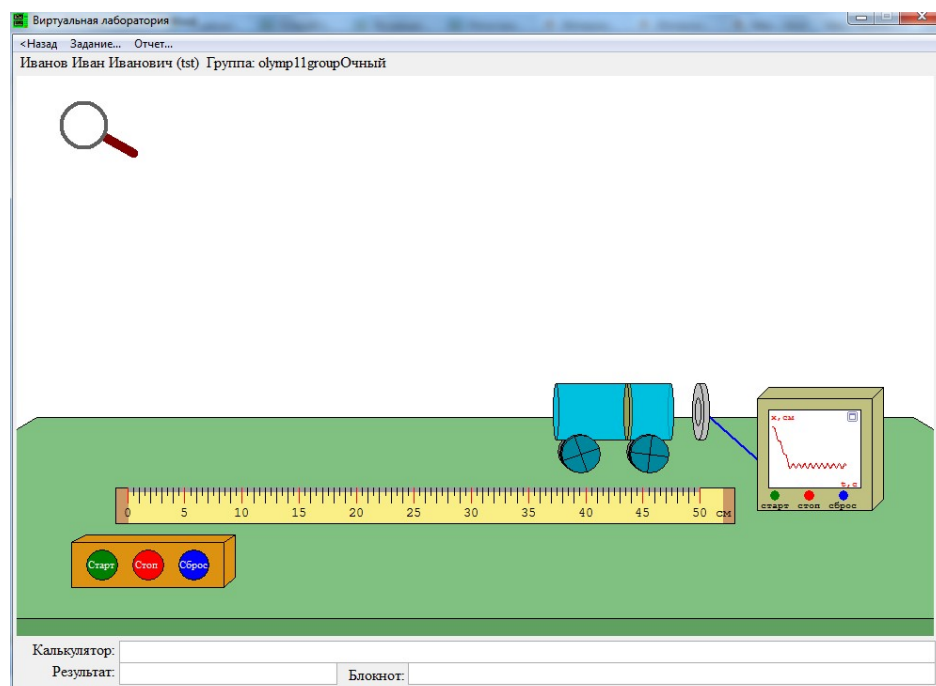 Виртуальная лаборатория
<Назад Задание... Отчет...
Иванов Иван Иванович (tst) Группа: olymp11groupОчный
x, см
t, с
старт стоп сброс
0 5 10 15 20 25 30 35 40 45 50 см
Старт Стоп Сброс
Калькулятор:
Результат: Блокнот: